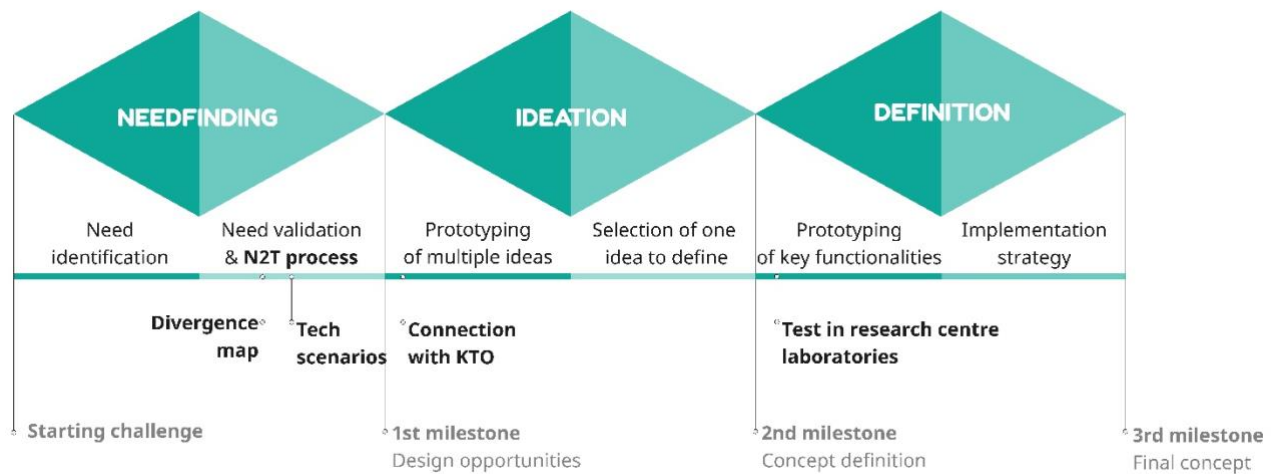 NEEDFINDING
IDEATION
DEFINITION
Need
identification
Need validation
& N2T process
Prototyping
of multiple ideas
Selection of one
idea to define
Prototyping
of key functionalities
Implementation
strategy
Divergence
map
Tech
scenarios
Connection
with KTO
Test in research centre
laboratories
Starting challenge
1st milestone
Design opportunities
2nd milestone
Concept definition
3rd milestone
Final concept